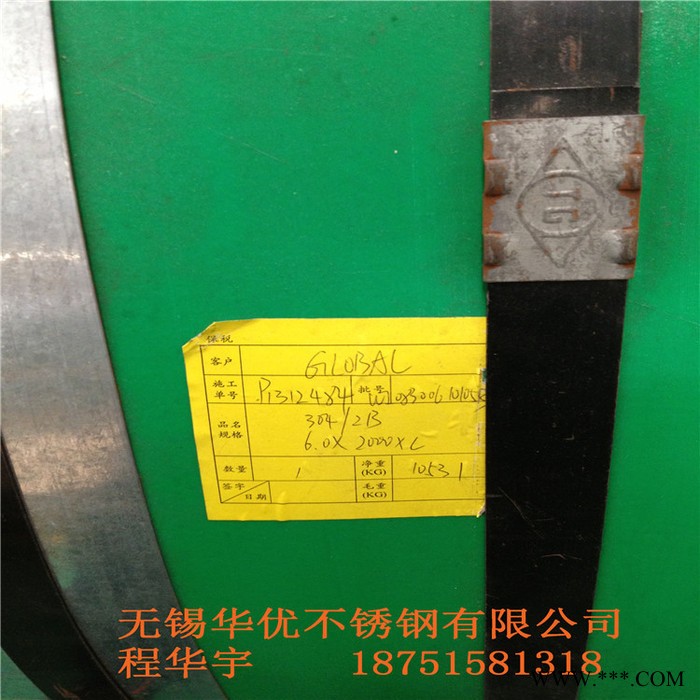 保税
客户 GLOBAL
施工单号 P1312484 批号
品名规格 304/2B
6.0X2000XL
数量 1 净重(KG) 10531
签字/日期 毛重(KG)
无锡华优不锈钢有限公司
程华宇 18751581318
www.***.COM